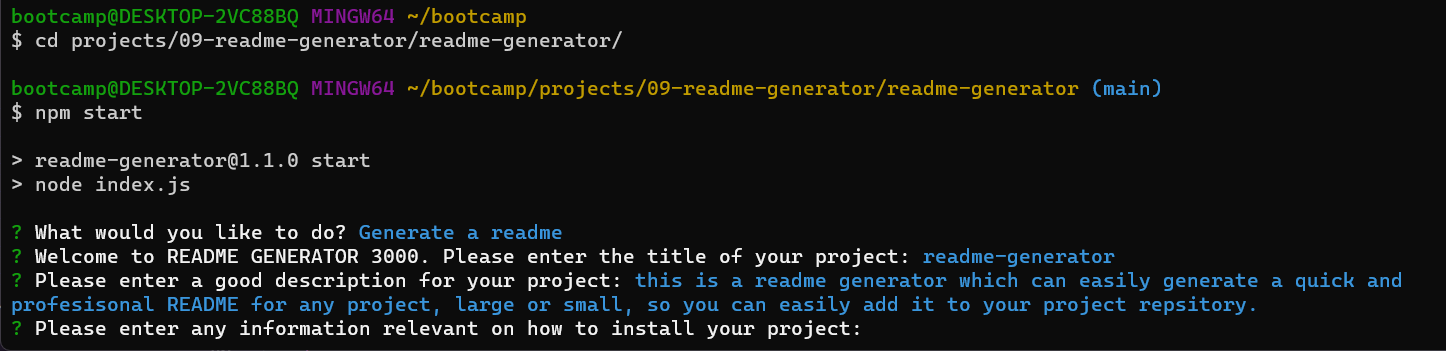 bootcamp@DESKTOP-2VC88BQ MINGW64 ~/bootcamp
$ cd projects/09-readme-generator/readme-generator/
bootcamp@DESKTOP-2VC88BQ MINGW64 ~/bootcamp/projects/09-readme-generator/readme-generator (main)
$ npm start
> readme-generator@1.1.0 start
> node index.js
? What would you like to do? Generate a readme
? Welcome to README GENERATOR 3000. Please enter the title of your project: readme-generator
? Please enter a good description for your project: this is a readme generator which can easily generate a quick and
profesisonal README for any project, large or small, so you can easily add it to your project repsitory.
? Please enter any information relevant on how to install your project: